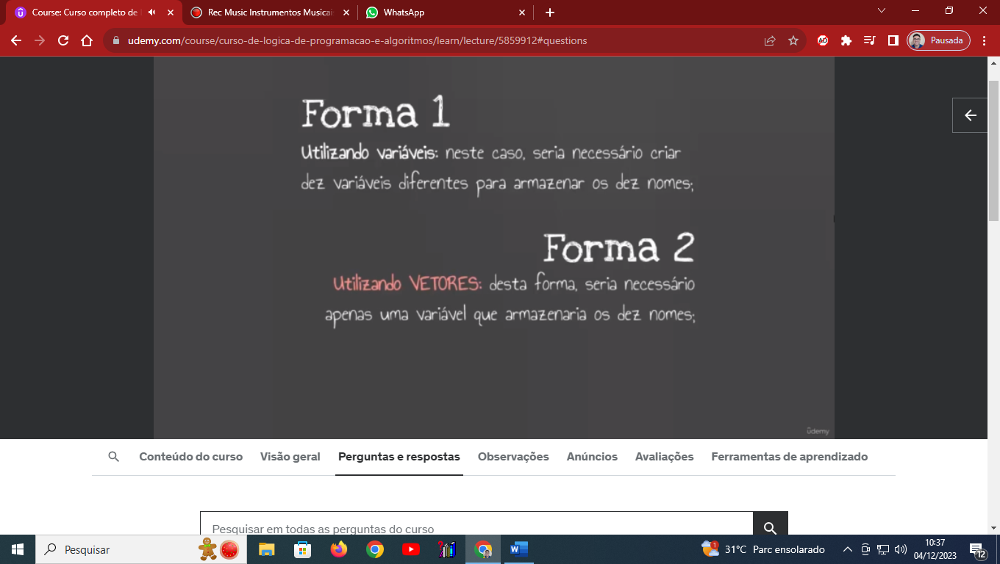 Course: Curso completo de
Rec Music Instrumentos Musicai
WhatsApp
udemy.com/course/curso-de-logica-de-programacao-e-algoritmos/learn/lecture/5859912#questions
Pausada
Forma 1
Utilizando variáveis: neste caso, seria necessário criar
dez variáveis diferentes para armazenar os dez nomes;
Forma 2
Utilizando VETORES: desta forma, seria necessário
apenas uma variável que armazenaria os dez nomes;
udemy
Conteúdo do curso Visão geral Perguntas e respostas Observações Anúncios Avaliações Ferramentas de aprendizado
Pesquisar em todas as perguntas do curso
Pesquisar
1
31°C Parc ensolarado
10:37
04/12/2023
12